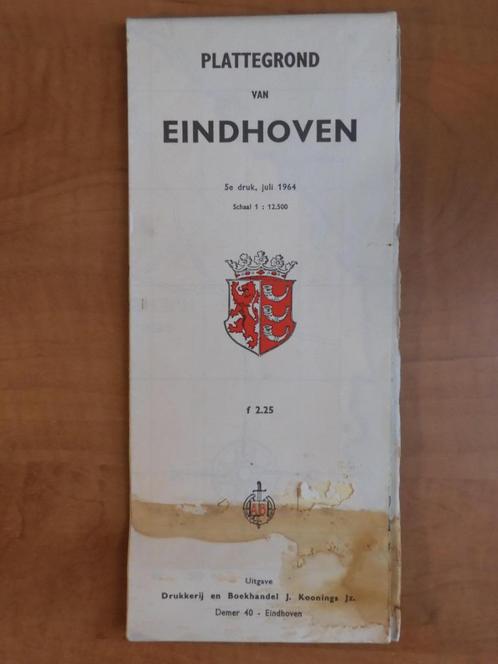 PLATTEGROND
VAN
EINDHOVEN
5e druk, juli 1964
Schaal 1 : 12.500
f 2.25
AB
Uitgave
Drukkerij en Boekhandel J. Koonings Jz.
Demer 40 - Eindhoven